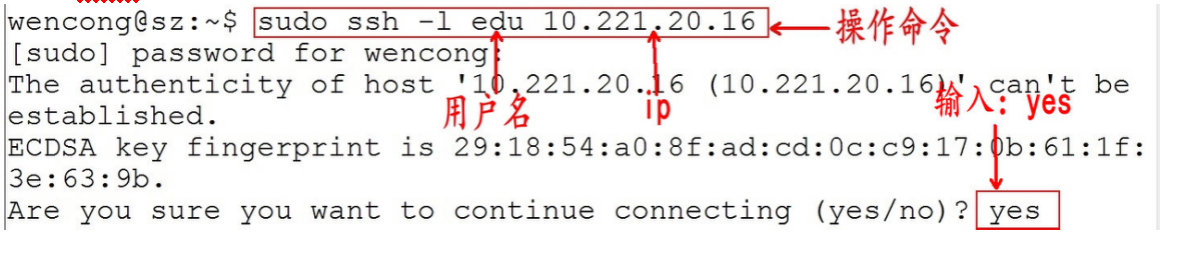 wencong@sz:~$ sudo ssh -l edu 10.221.20.16 操作命令
[sudo] password for wencong:
The authenticity of host '10.221.20.16 (10.221.20.16)' can't be
established.
用户名 ip 输入: yes
ECDSA key fingerprint is 29:18:54:a0:8f:ad:cd:0c:c9:17:0b:61:1f:
3e:63:9b.
Are you sure you want to continue connecting (yes/no)? yes